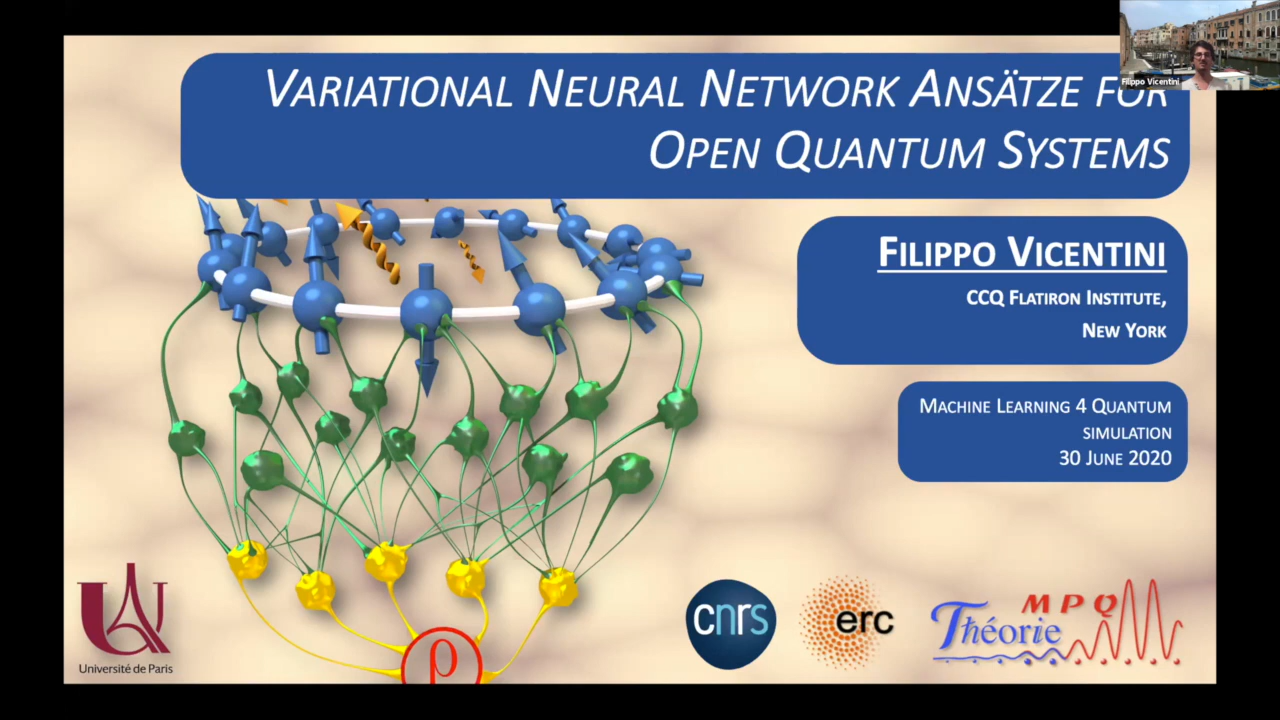 VARIATIONAL NEURAL NETWORK ANSÄTZE FOR
OPEN QUANTUM SYSTEMS
Filippo Vicentini
FILIPPO VICENTINI
CCQ FLATIRON INSTITUTE,
NEW YORK
MACHINE LEARNING 4 QUANTUM
SIMULATION
30 JUNE 2020
ρ
Université de Paris
cnrs
erc
MPQ
Théorie